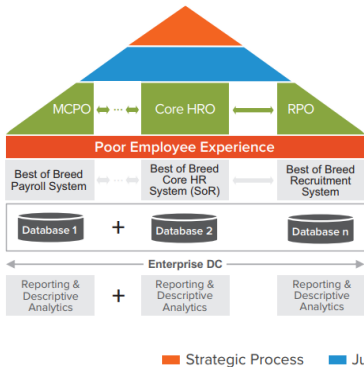 MCPO ... Core HRO RPO
Poor Employee Experience
Best of Breed Best of Breed Best of Breed
Payroll System ... Core HR Recruitment
System (SoR) System
Database 1 + Database 2 Database n
Enterprise DC
Reporting & Reporting & Reporting &
Descriptive + Descriptive Descriptive
Analytics Analytics Analytics
Strategic Process